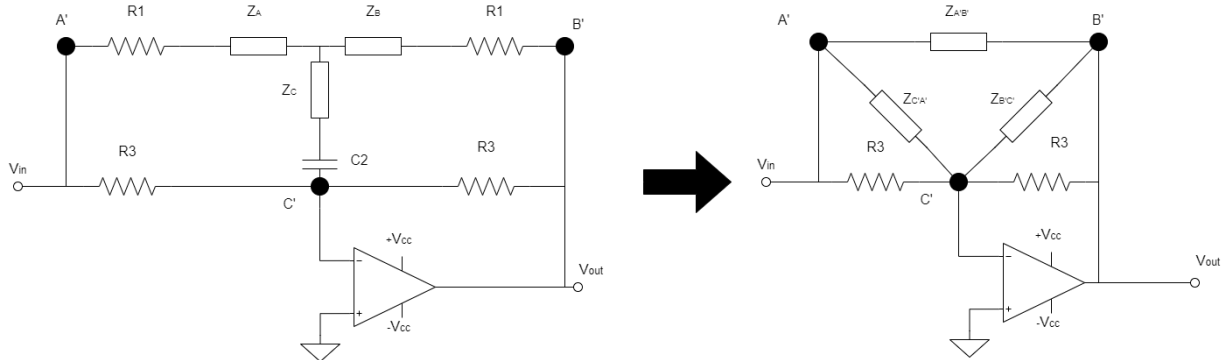 A'
R1
ZA
ZB
R1
B'
ZC
R3
C2
R3
Vin
C'
+Vcc
−
+
-Vcc
Vout
A'
ZA'B'
B'
ZC'A'
ZB'C'
R3
R3
Vin
C'
+Vcc
−
+
-Vcc
Vout